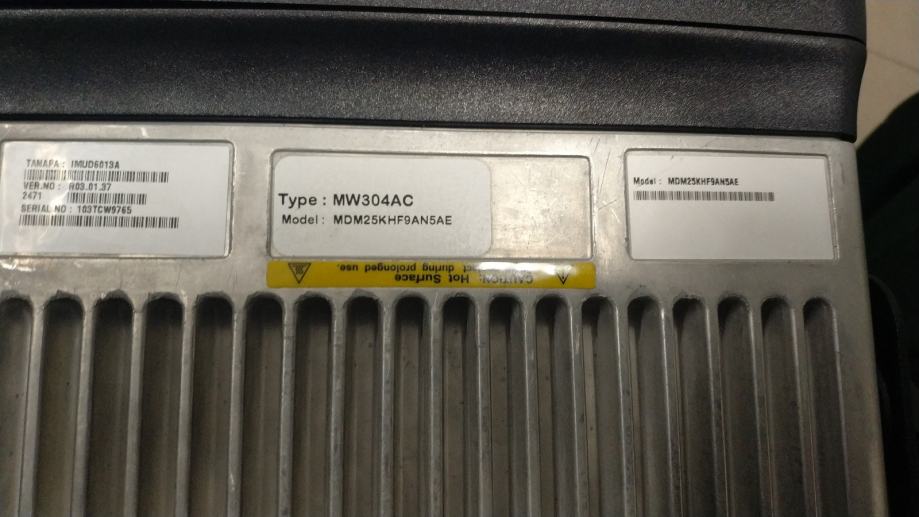 TANAPA : IMUD6013A
VER.NO : R03.01.37
2471
SERIAL NO : 103TCW9765
Type : MW304AC
Model : MDM25KHF9AN5AE
Model : MDM25KHF9AN5AE
CAUTION: Hot Surface
during prolonged use.